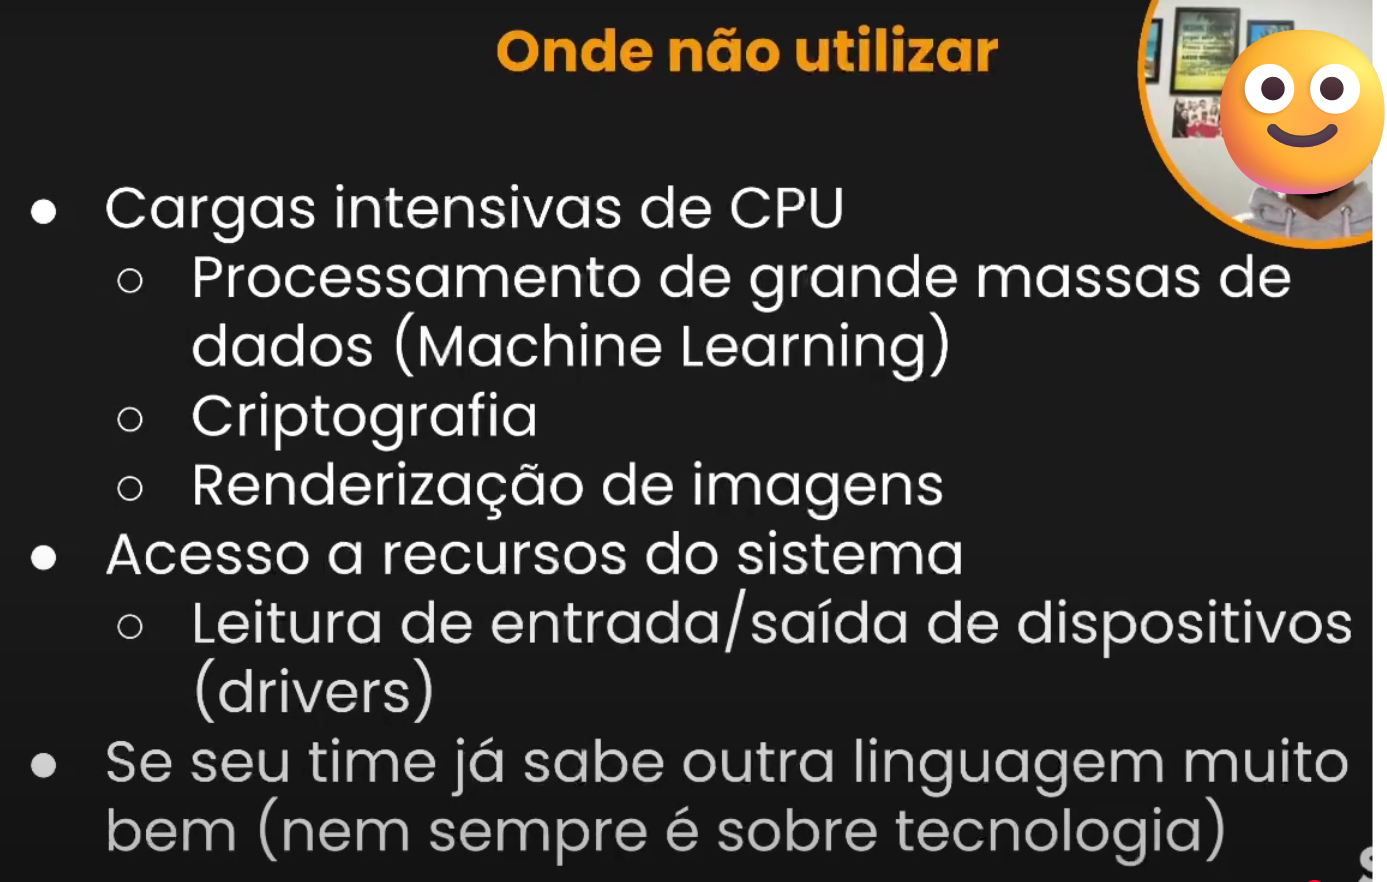 Onde não utilizar
● Cargas intensivas de CPU
○ Processamento de grande massas de
dados (Machine Learning)
○ Criptografia
○ Renderização de imagens
● Acesso a recursos do sistema
○ Leitura de entrada/saída de dispositivos
(drivers)
● Se seu time já sabe outra linguagem muito
bem (nem sempre é sobre tecnologia)